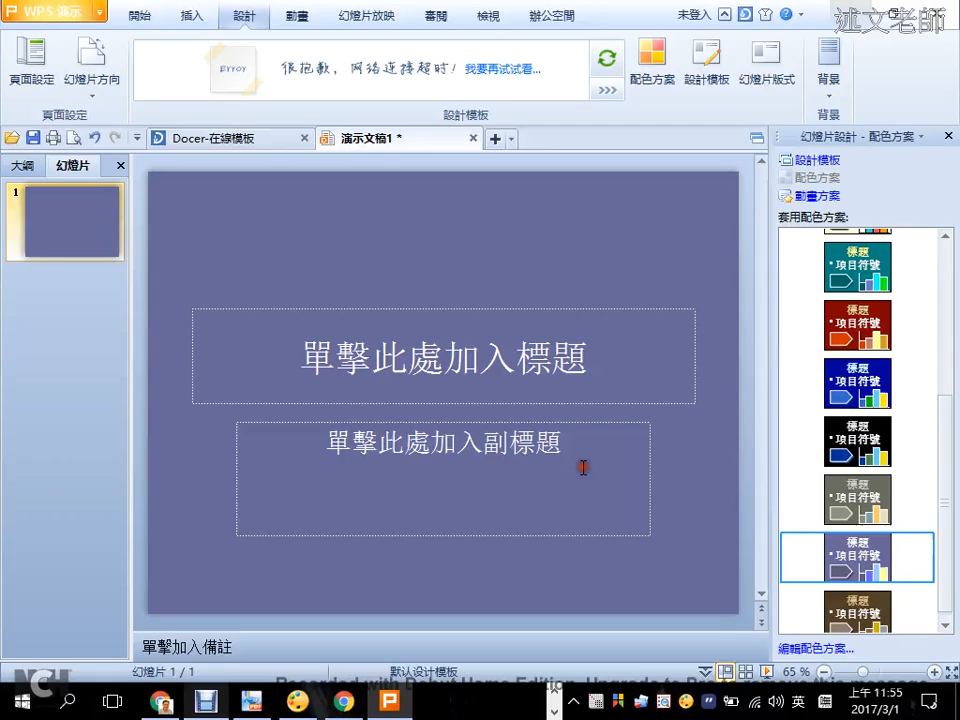 WPS 演示
開始 插入 設計 動畫 幻燈片放映 審閱 檢視 辦公空間
未登入
述文老師
頁面設定 幻燈片方向
ERROY
很抱歉，网络连接超时！我要再试试看...
配色方案 設計模板 幻燈片版式 背景
頁面設定 設計模板 背景
Docer-在線模板 演示文稿1 *
幻燈片設計 - 配色方案
大綱 幻燈片
1
設計模板
配色方案
動畫方案
套用配色方案:
標題
項目符號
標題
項目符號
標題
項目符號
標題
項目符號
標題
項目符號
標題
項目符號
標題
項目符號
單擊此處加入標題
單擊此處加入副標題
編輯配色方案...
單擊加入備註
幻燈片 1 / 1 默认设计模板 65 %
NCH
上午 11:55
英
2017/3/1